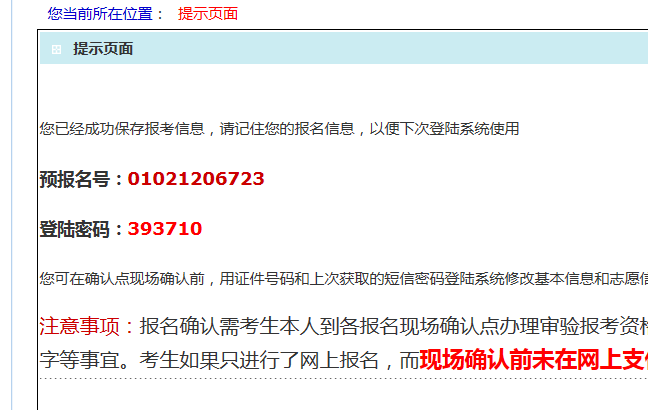 您当前所在位置： 提示页面
提示页面
您已经成功保存报考信息，请记住您的报名信息，以便下次登陆系统使用
预报名号：01021206723
登陆密码：393710
您可在确认点现场确认前，用证件号码和上次获取的短信密码登陆系统修改基本信息和志愿信
注意事项：报名确认需考生本人到各报名现场确认点办理审验报考资格
字等事宜。考生如果只进行了网上报名，而现场确认前未在网上支付